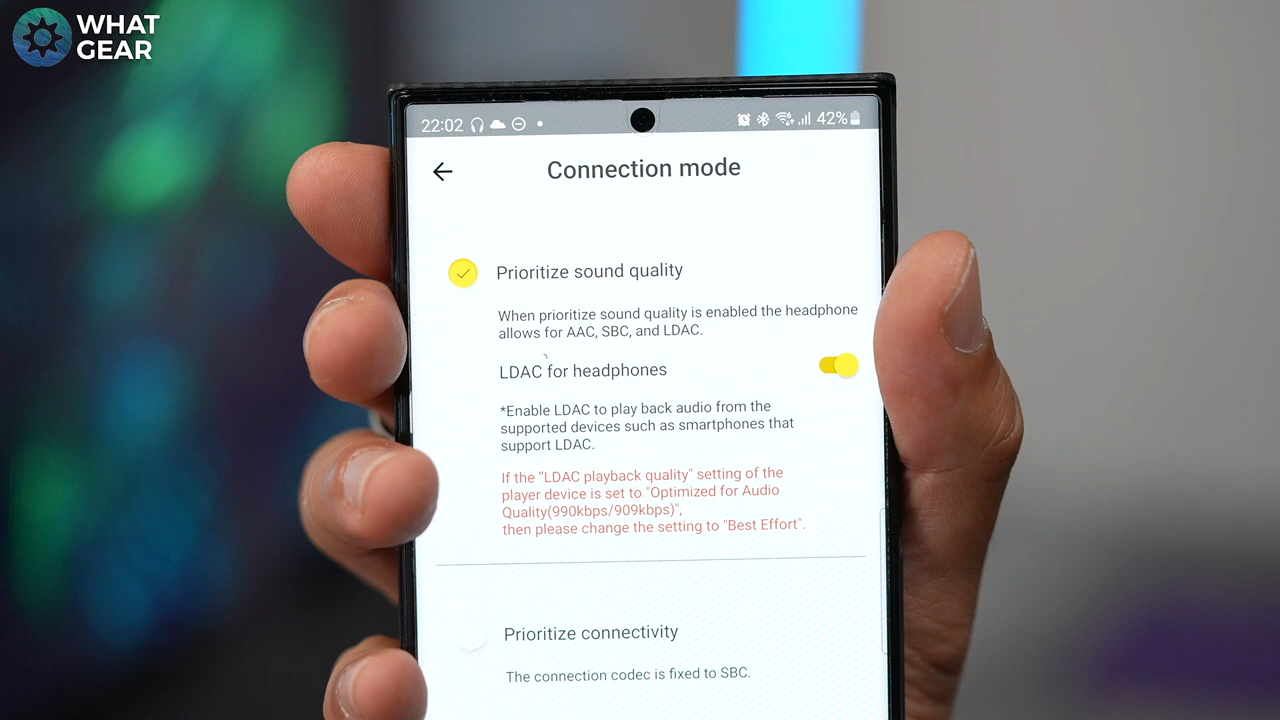 WHAT
GEAR
22:02
42%
Connection mode
Prioritize sound quality
When prioritize sound quality is enabled the headphone
allows for AAC, SBC, and LDAC.
LDAC for headphones
*Enable LDAC to play back audio from the
supported devices such as smartphones that
support LDAC.
If the "LDAC playback quality" setting of the
player device is set to "Optimized for Audio
Quality(990kbps/909kbps)",
then please change the setting to "Best Effort".
Prioritize connectivity
The connection codec is fixed to SBC.